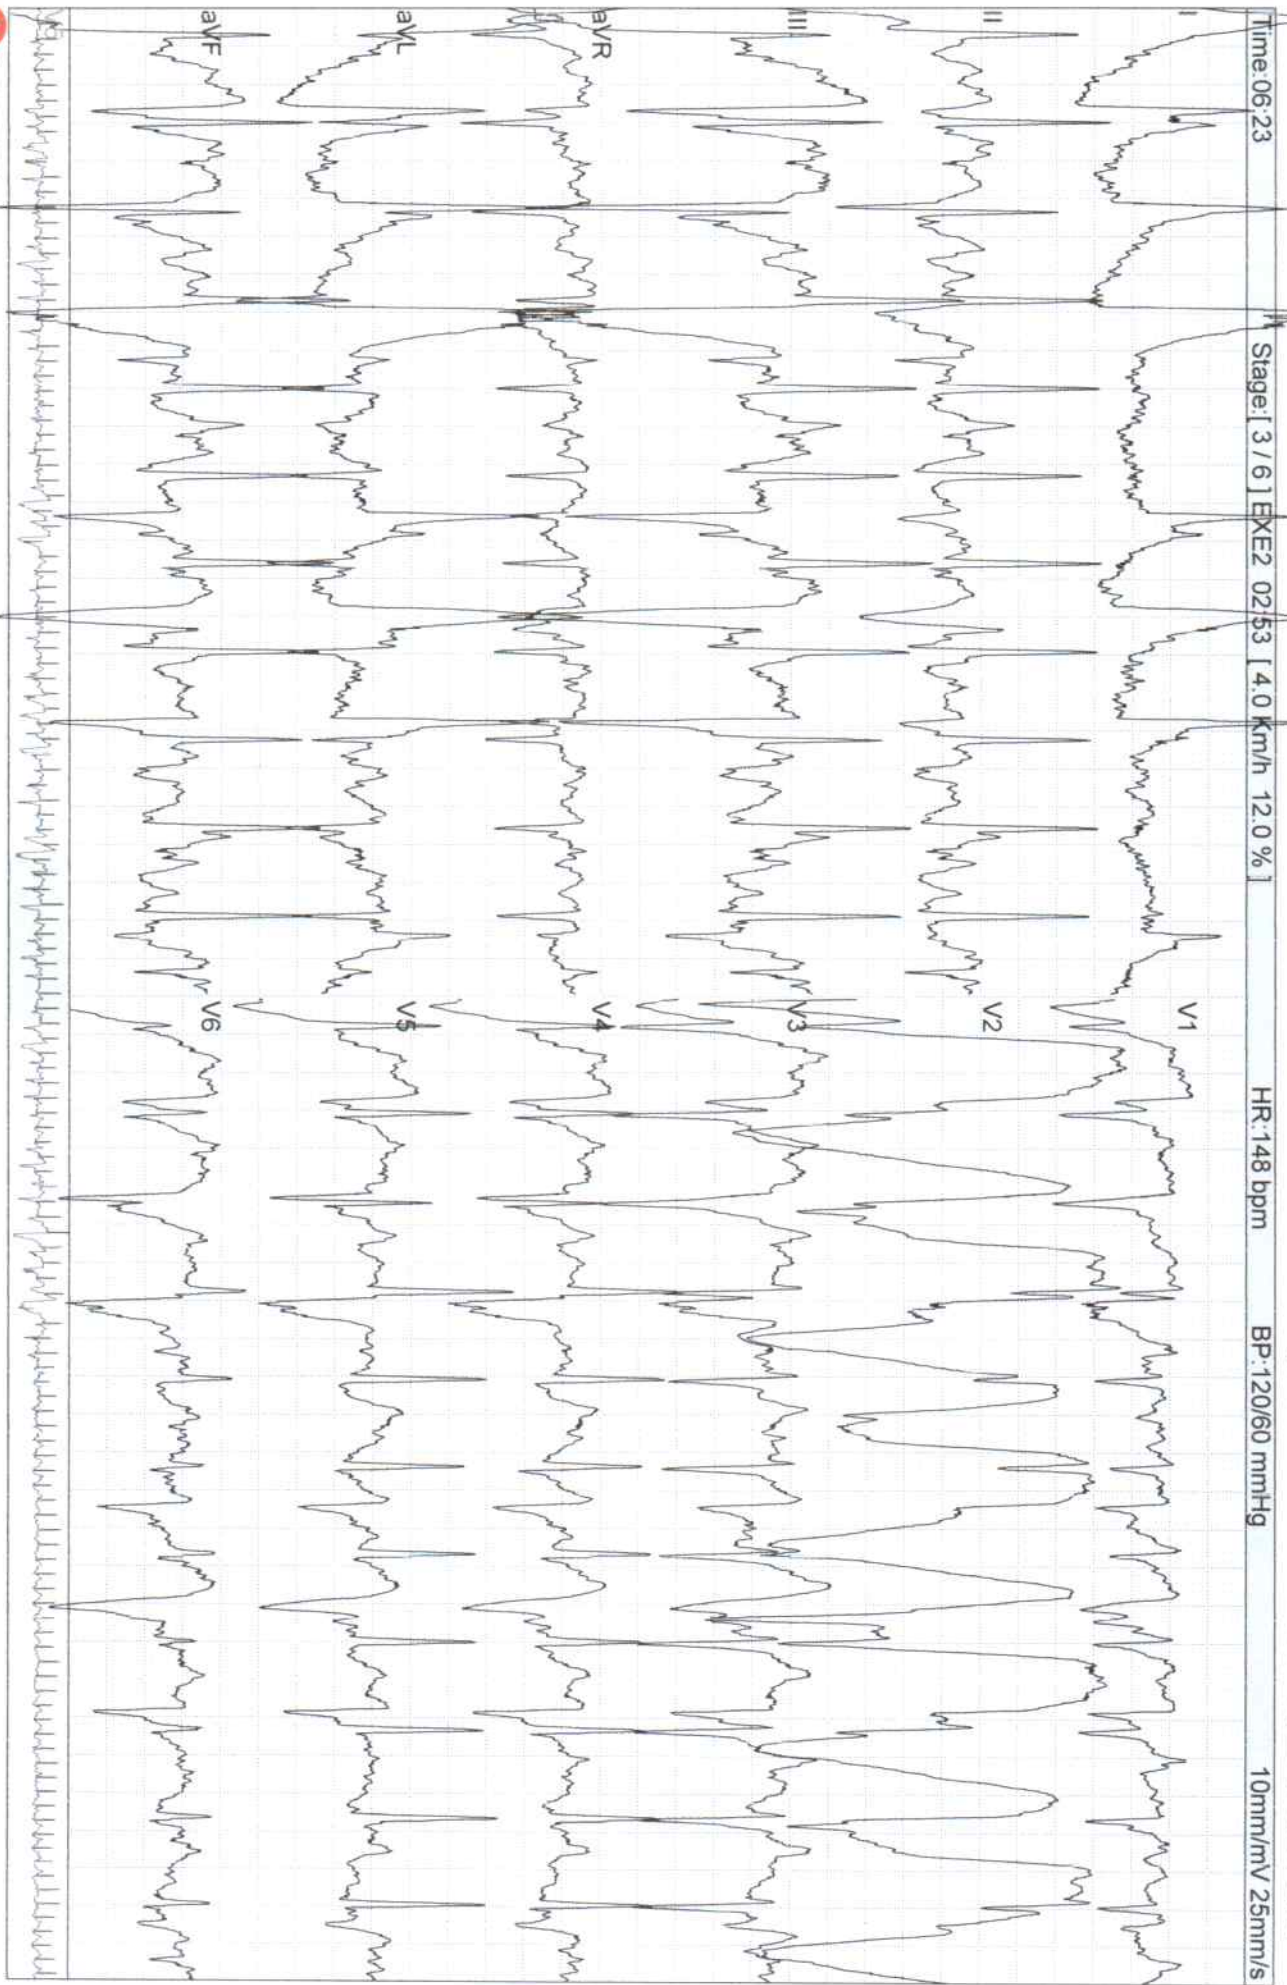 Time:06:23 Stage:[ 3 / 6 ] EXE2 02:53 [ 4.0 Km/h 12.0 % ] HR:148 bpm BP:120/60 mmHg 10mm/mV 25mm/s
I
V1
II
V2
III
V3
aVR
V4
aVL
V5
aVF
V6